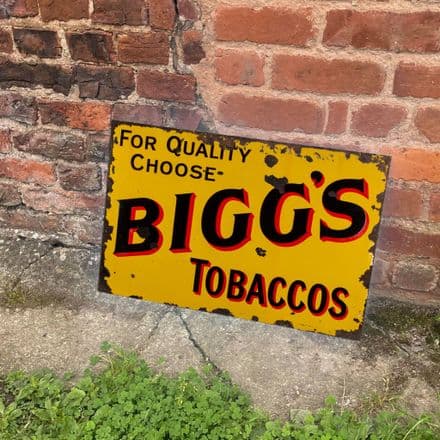 FOR QUALITY
CHOOSE-
BIGG'S
TOBACCOS